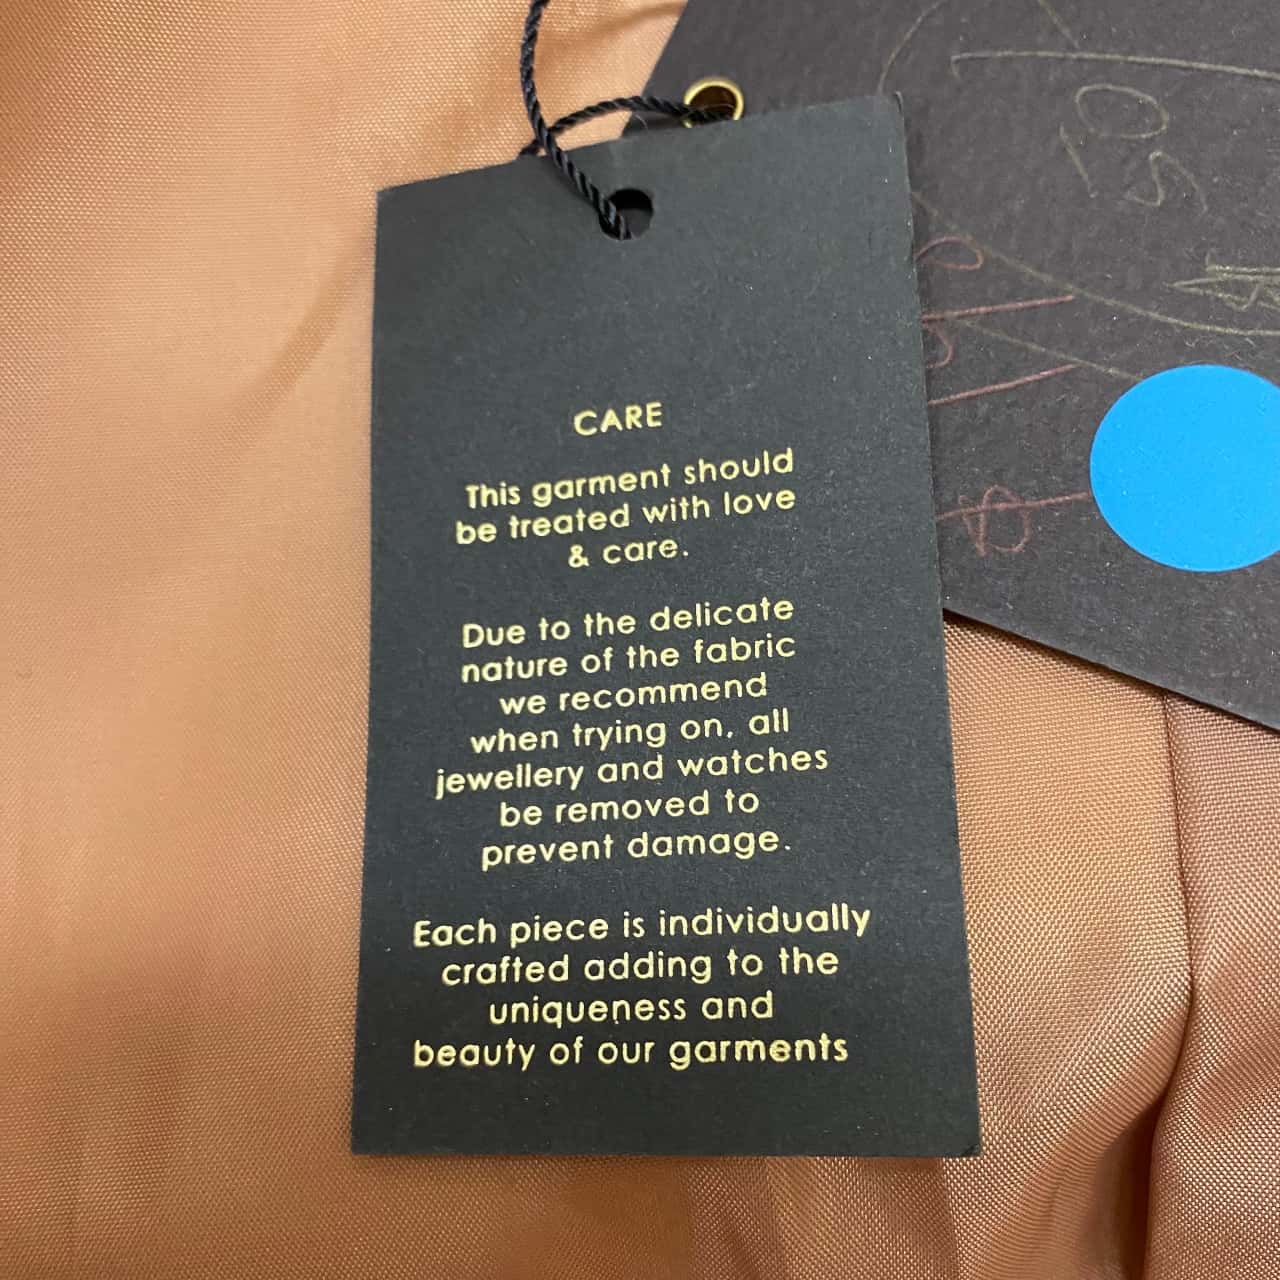 CARE
This garment should
be treated with love
& care.
Due to the delicate
nature of the fabric
we recommend
when trying on, all
jewellery and watches
be removed to
prevent damage.
Each piece is individually
crafted adding to the
uniqueness and
beauty of our garments